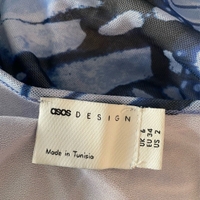 asos DESIGN
Made in Tunisia
UK 6
EU 34
US 2